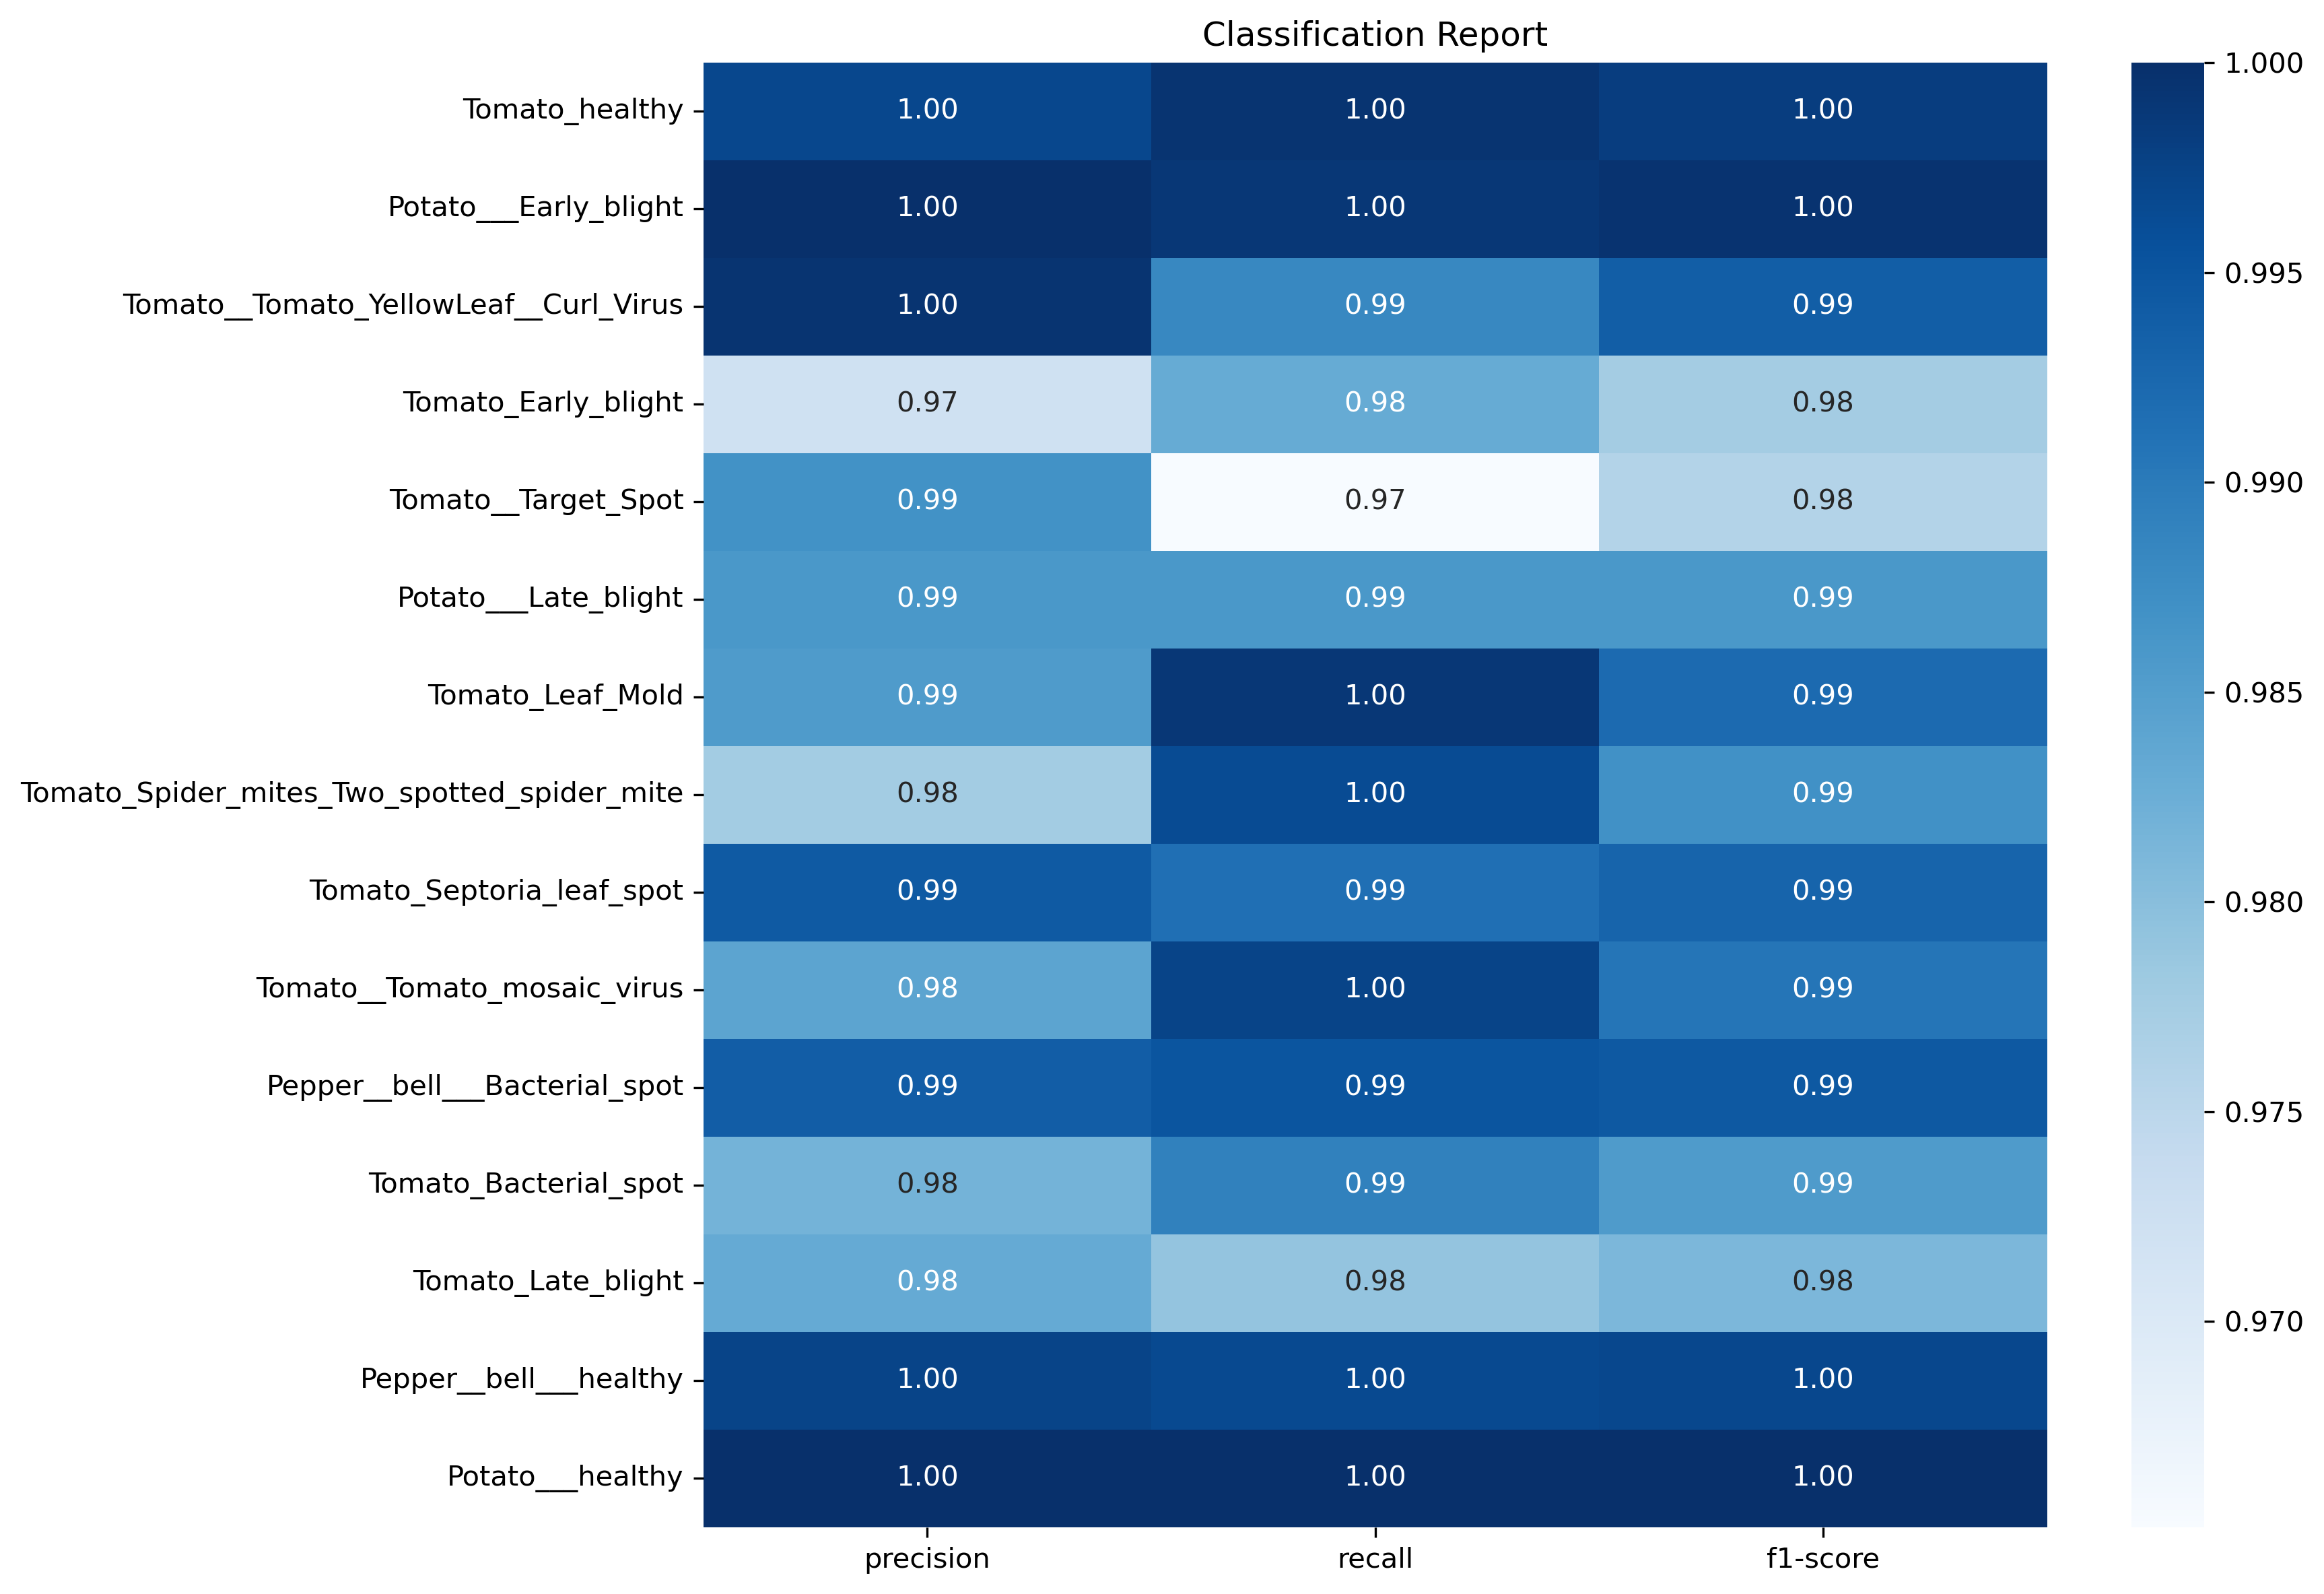 Classification Report
Tomato_healthy 1.00 1.00 1.00
Potato___Early_blight 1.00 1.00 1.00
Tomato__Tomato_YellowLeaf__Curl_Virus 1.00 0.99 0.99
Tomato_Early_blight 0.97 0.98 0.98
Tomato__Target_Spot 0.99 0.97 0.98
Potato___Late_blight 0.99 0.99 0.99
Tomato_Leaf_Mold 0.99 1.00 0.99
Tomato_Spider_mites_Two_spotted_spider_mite 0.98 1.00 0.99
Tomato_Septoria_leaf_spot 0.99 0.99 0.99
Tomato__Tomato_mosaic_virus 0.98 1.00 0.99
Pepper__bell___Bacterial_spot 0.99 0.99 0.99
Tomato_Bacterial_spot 0.98 0.99 0.99
Tomato_Late_blight 0.98 0.98 0.98
Pepper__bell___healthy 1.00 1.00 1.00
Potato___healthy 1.00 1.00 1.00
precision recall f1-score
1.000
0.995
0.990
0.985
0.980
0.975
0.970